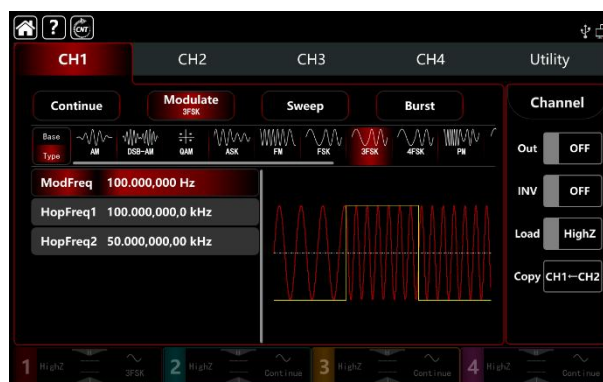 ? CNT
CH1 CH2 CH3 CH4 Utility
Continue Modulate Sweep Burst Channel
3FSK
Base
Type AM DSB-AM QAM ASK FM FSK 3FSK 4FSK PM
Out OFF
ModFreq 100.000,000 Hz
INV OFF
HopFreq1 100.000,000,0 kHz
HopFreq2 50.000,000,00 kHz
Load HighZ
Copy CH1←CH2
1 HighZ 3FSK 2 HighZ Continue 3 HighZ Continue 4 HighZ Continue